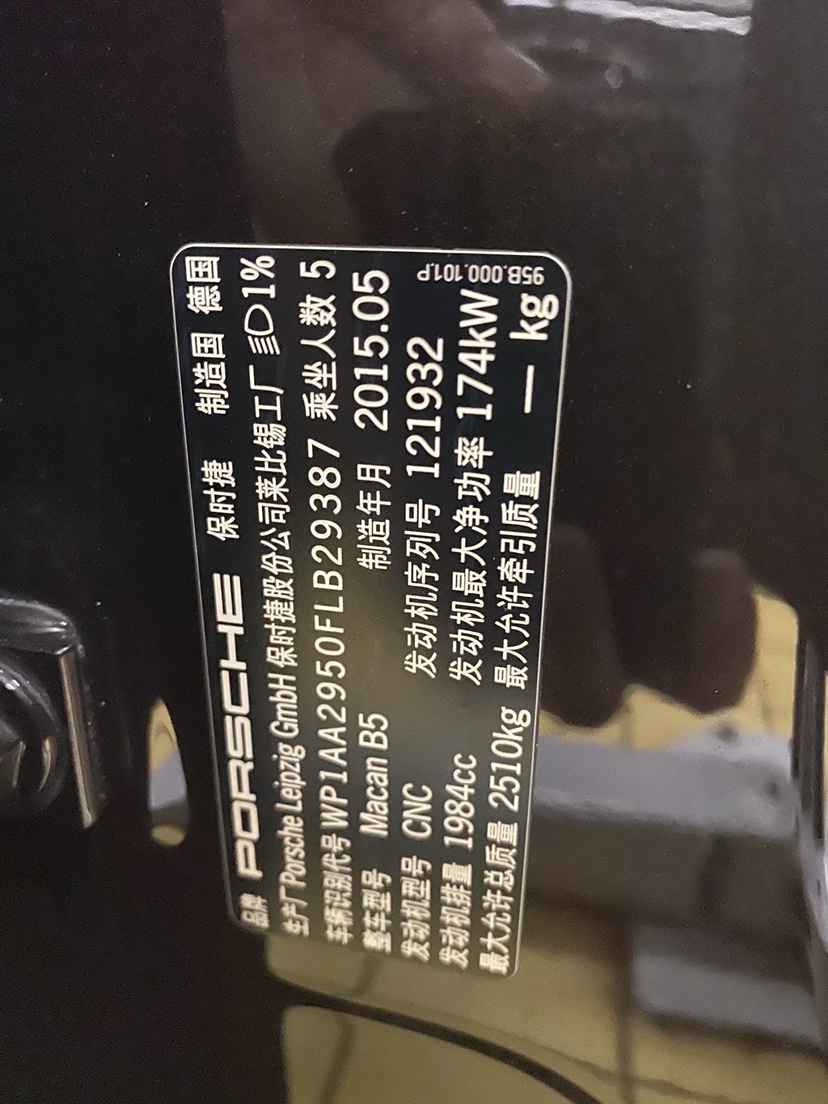 品牌 PORSCHE 保时捷 制造国 德国
生产厂 Porsche Leipzig GmbH 保时捷股份公司莱比锡工厂 1%
车辆识别代号 WP1AA2950FLB29387 乘坐人数 5
整车型号 Macan B5 制造年月 2015.05
发动机型号 CNC 发动机序列号 121932
发动机排量 1984cc 发动机最大净功率 174kW
最大允许总质量 2510kg 最大允许牵引质量 — kg
95B.000.101.P